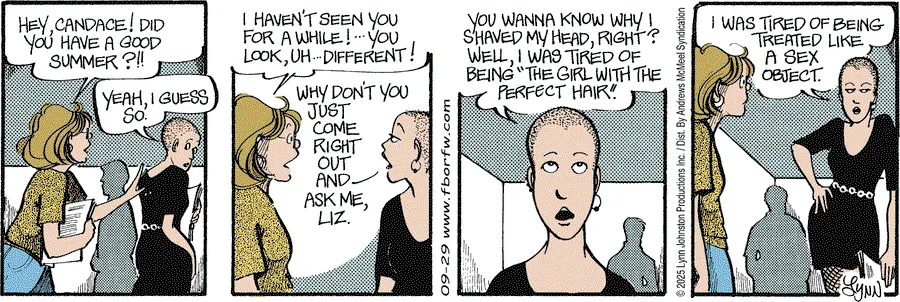 HEY, CANDACE! DID
YOU HAVE A GOOD
SUMMER?!!
YEAH, I GUESS
SO.
I HAVEN'T SEEN YOU
FOR A WHILE!...YOU
LOOK, UH...DIFFERENT!
WHY DON'T YOU
JUST
COME
RIGHT
OUT
AND
ASK ME,
LIZ.
09-29 www.fborfw.com
YOU WANNA KNOW WHY I
SHAVED MY HEAD, RIGHT?
WELL, I WAS TIRED OF
BEING "THE GIRL WITH THE
PERFECT HAIR!"
© 2025 Lynn Johnston Productions Inc. / Dist. By Andrews McMeel Syndication
I WAS TIRED OF BEING
TREATED LIKE
A SEX
OBJECT.
LYNN